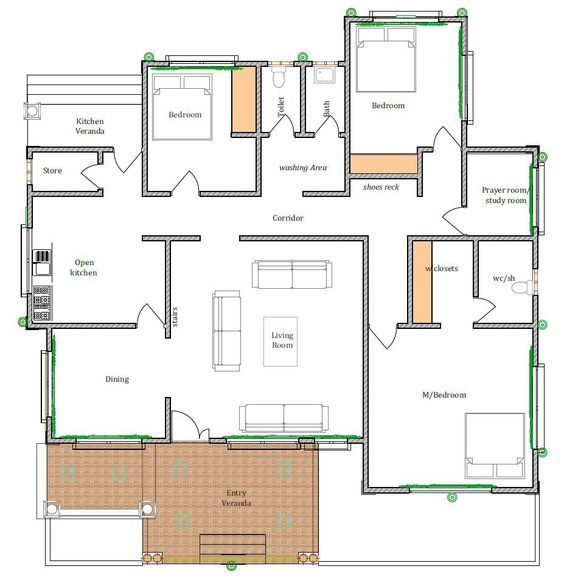 Bedroom
Toilet
Bath
Bedroom
Kitchen
Veranda
Store
washing Area
shoes reck
Prayer room/
study room
Corridor
Open
kitchen
w closets
wc/sh
stairs
Living
Room
Dining
M/Bedroom
Entry
Veranda